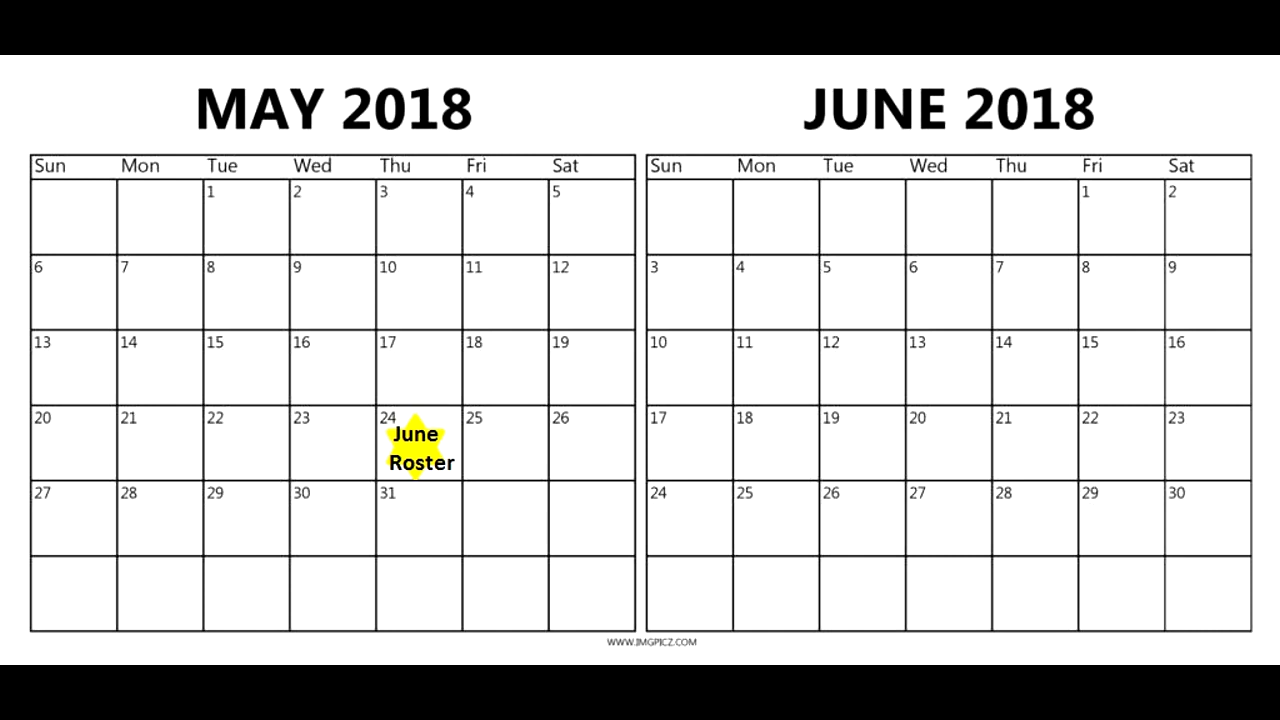 MAY 2018
Sun Mon Tue Wed Thu Fri Sat
1 2 3 4 5
6 7 8 9 10 11 12
13 14 15 16 17 18 19
20 21 22 23 24 25 26
June
Roster
27 28 29 30 31
JUNE 2018
Sun Mon Tue Wed Thu Fri Sat
1 2
3 4 5 6 7 8 9
10 11 12 13 14 15 16
17 18 19 20 21 22 23
24 25 26 27 28 29 30
WWW.IMGPICZ.COM